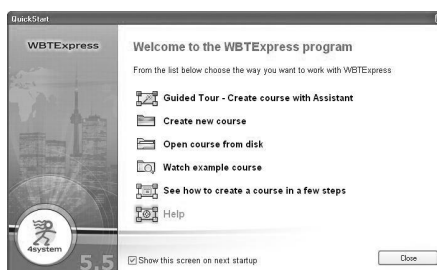 QuickStart
WBTExpress
Welcome to the WBTExpress program
From the list below choose the way you want to work with WBTExpress
Guided Tour - Create course with Assistant
Create new course
Open course from disk
Watch example course
See how to create a course in a few steps
Help
4system
5.5
Show this screen on next startup
Close